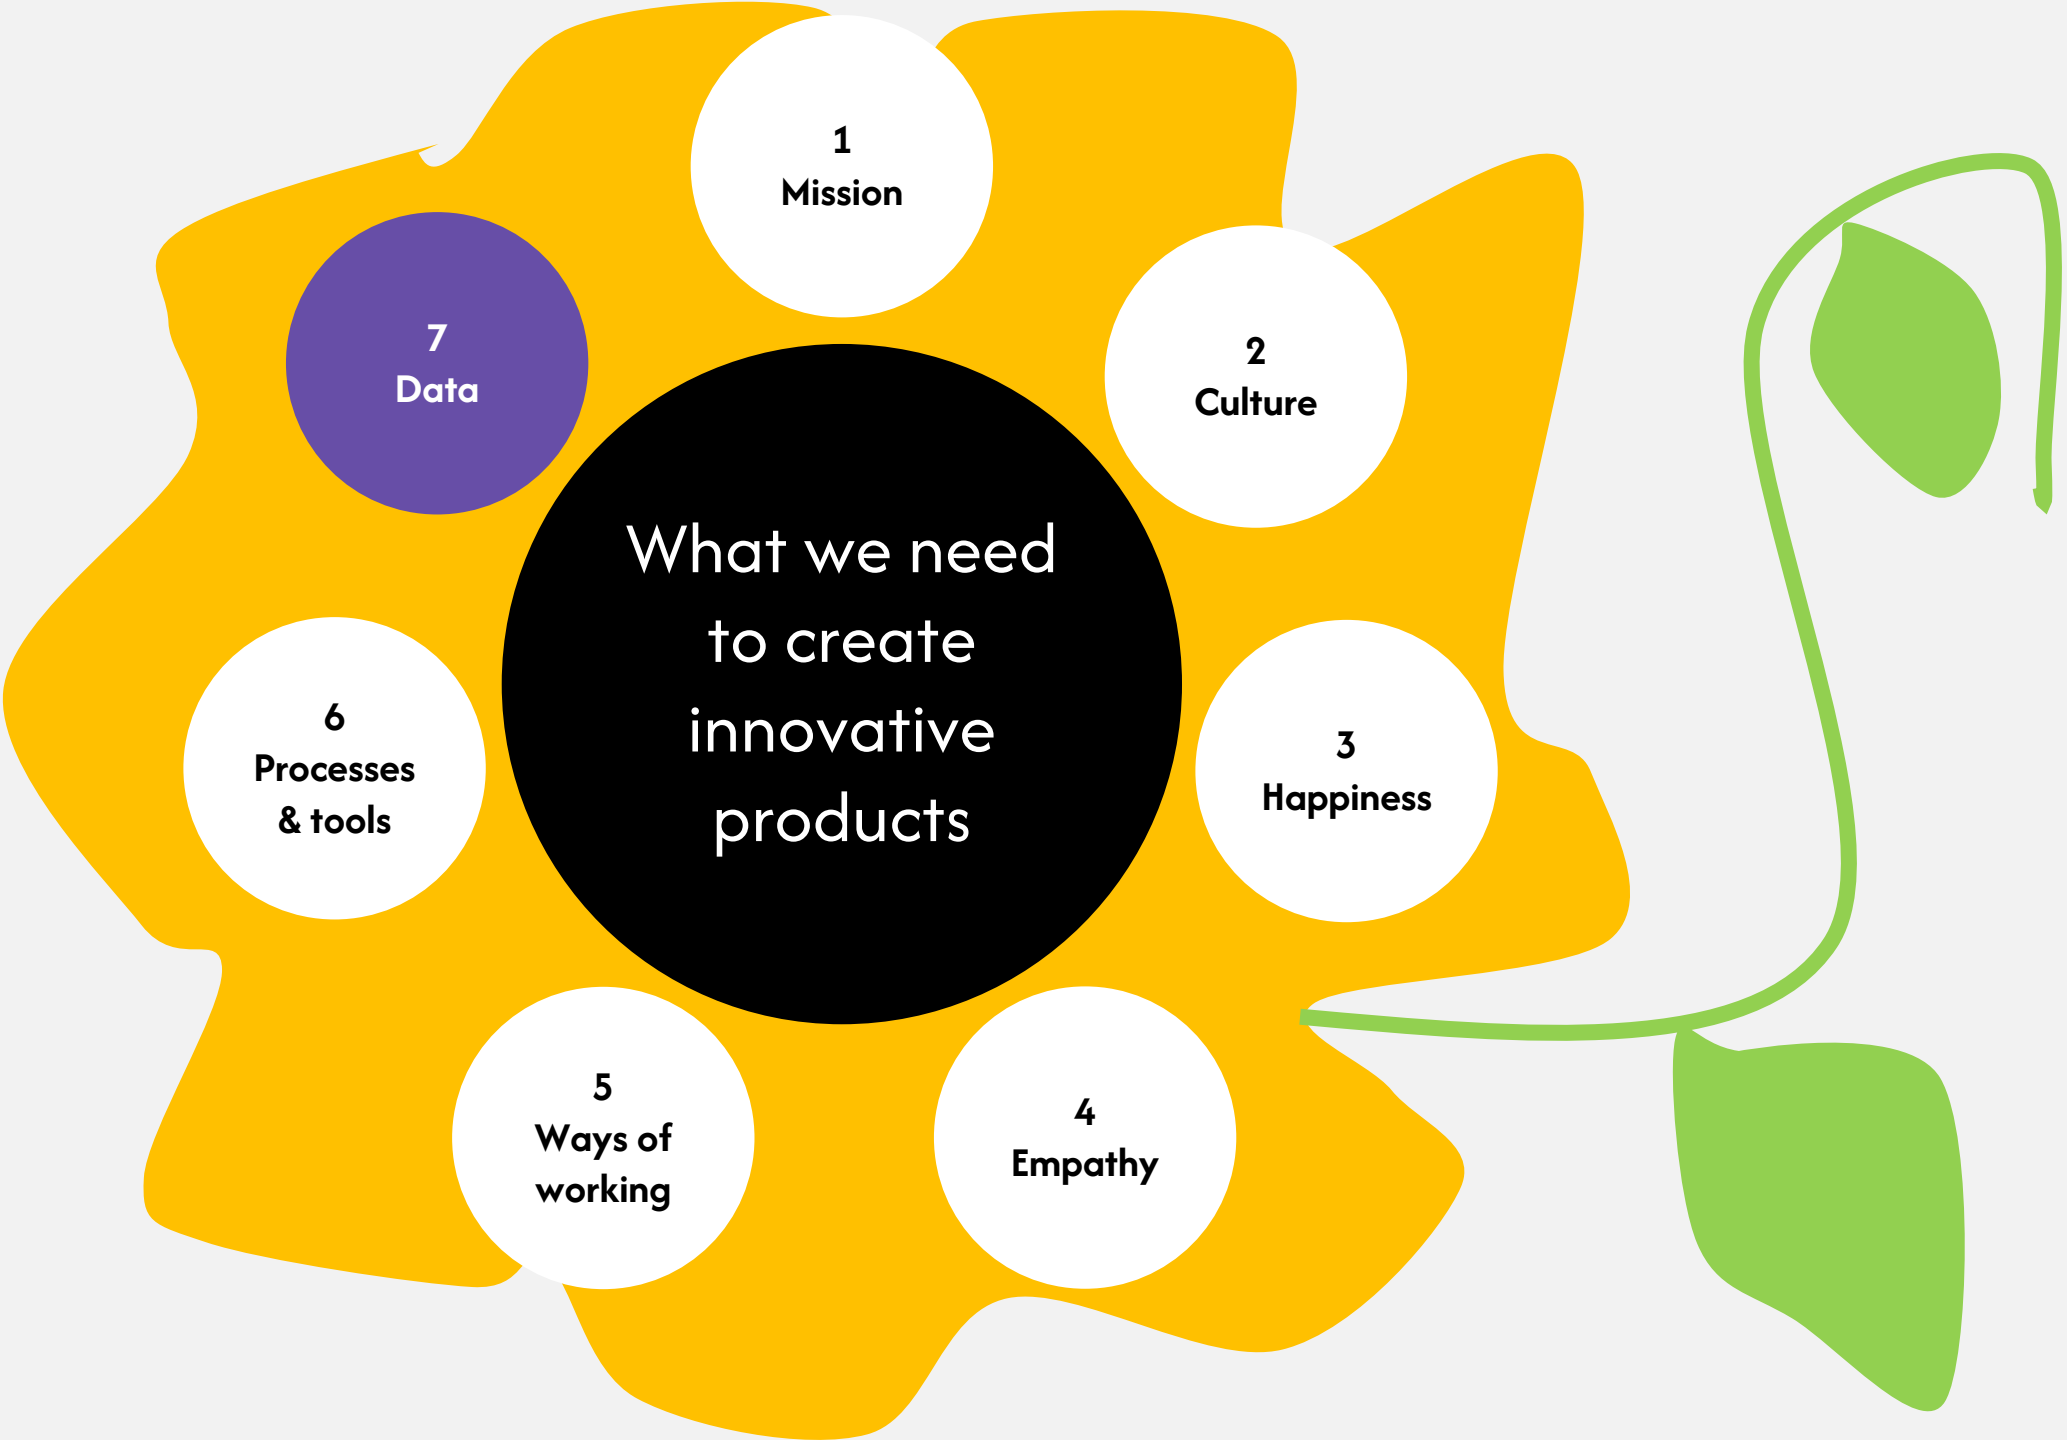 What we need
to create
innovative
products
1
Mission
2
Culture
3
Happiness
4
Empathy
5
Ways of
working
6
Processes
& tools
7
Data